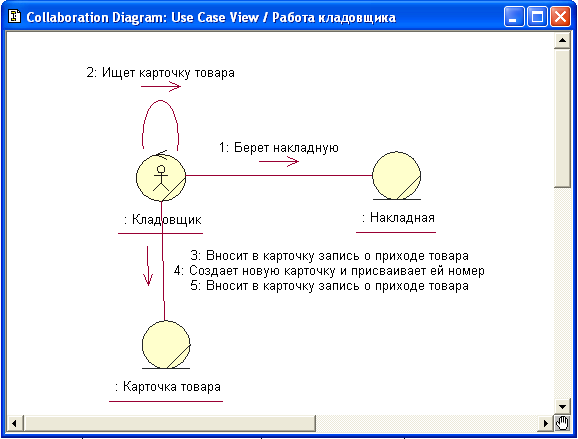 Collaboration Diagram: Use Case View / Работа кладовщика
2: Ищет карточку товара
1: Берет накладную
: Кладовщик
: Накладная
3: Вносит в карточку запись о приходе товара
4: Создает новую карточку и присваивает ей номер
5: Вносит в карточку запись о приходе товара
: Карточка товара